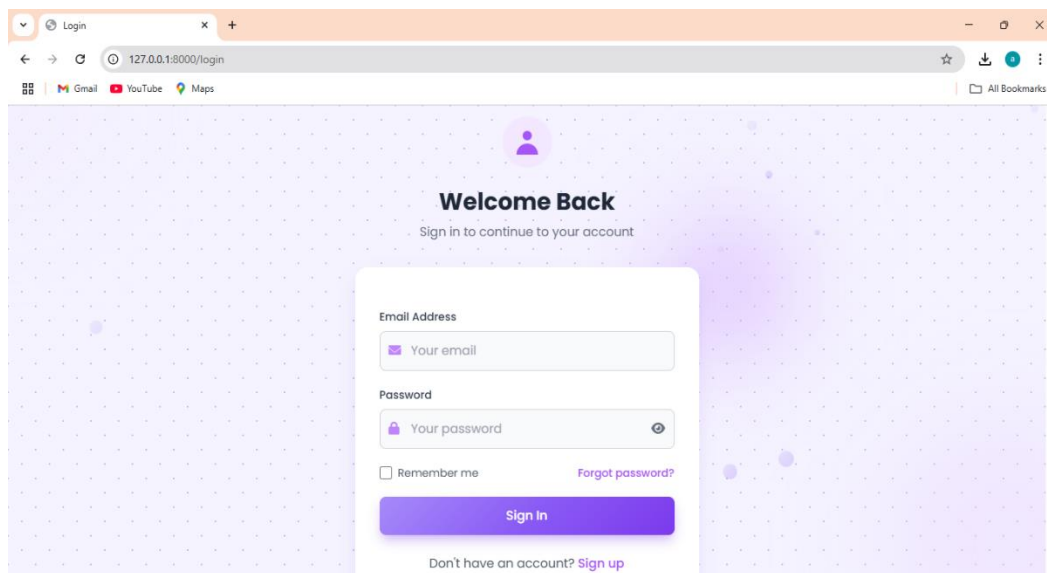 Login
127.0.0.1:8000/login
a
Gmail YouTube Maps All Bookmarks
Welcome Back
Sign in to continue to your account
Email Address
Your email
Password
Your password
Remember me Forgot password?
Sign In
Don't have an account? Sign up